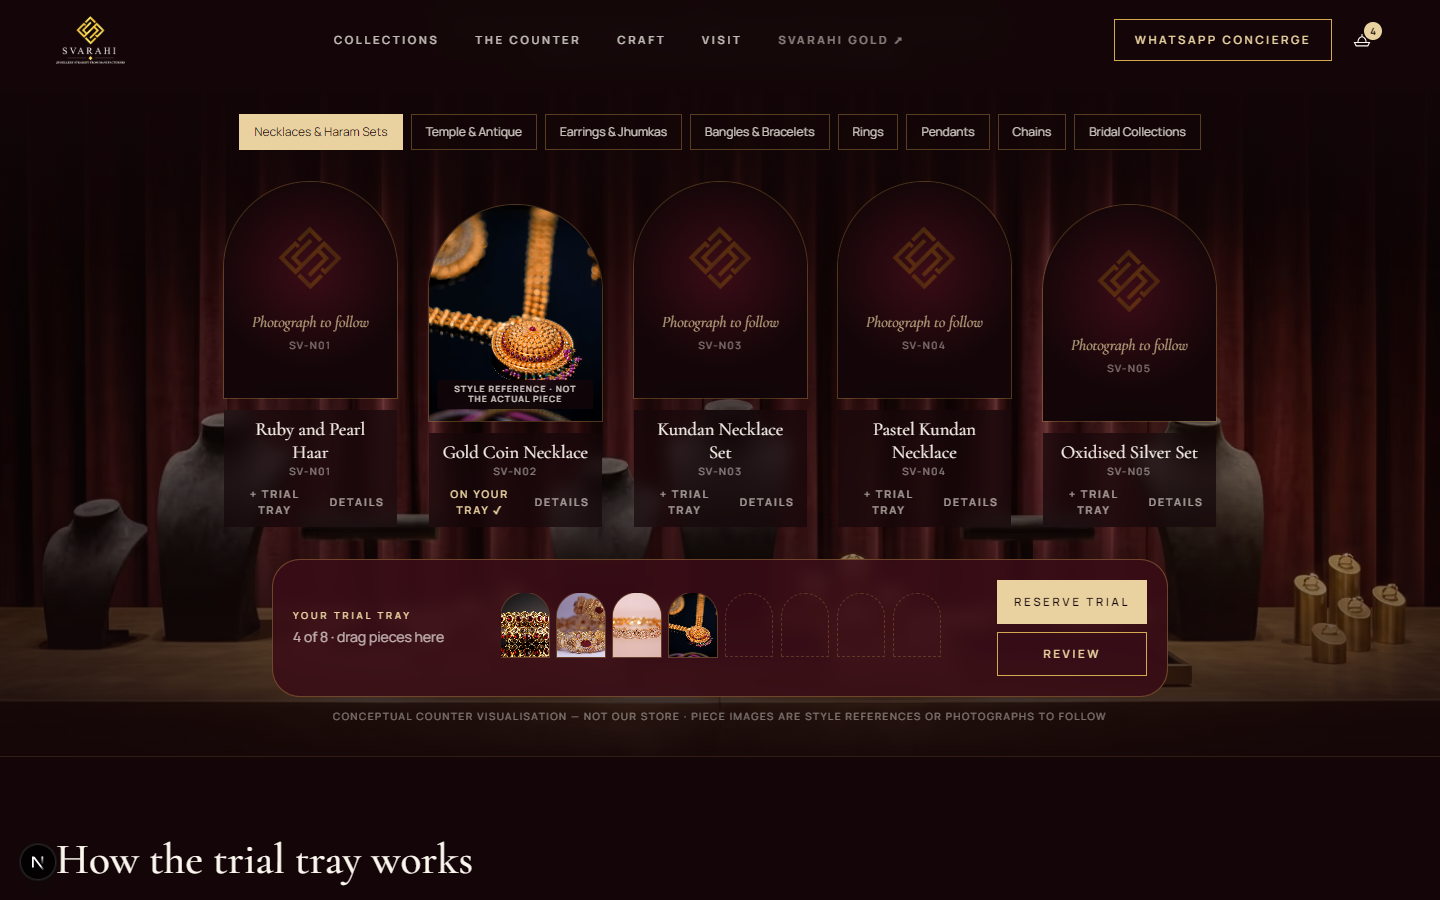 SVARAHI
COLLECTIONS
THE COUNTER
CRAFT
VISIT
SVARAHI GOLD ↗
WHATSAPP CONCIERGE
4
Necklaces & Haram Sets
Temple & Antique
Earrings & Jhumkas
Bangles & Bracelets
Rings
Pendants
Chains
Bridal Collections
Photograph to follow
SV-N01
Ruby and Pearl
Haar
SV-N01
+ TRIAL
TRAY
DETAILS
STYLE REFERENCE - NOT
THE ACTUAL PIECE
Gold Coin Necklace
SV-N02
ON YOUR
TRAY ✓
DETAILS
Photograph to follow
SV-N03
Kundan Necklace
Set
SV-N03
+ TRIAL
TRAY
DETAILS
Photograph to follow
SV-N04
Pastel Kundan
Necklace
SV-N04
+ TRIAL
TRAY
DETAILS
Photograph to follow
SV-N05
Oxidised Silver Set
SV-N05
+ TRIAL
TRAY
DETAILS
YOUR TRIAL TRAY
4 of 8 · drag pieces here
RESERVE TRIAL
REVIEW
CONCEPTUAL COUNTER VISUALISATION — NOT OUR STORE · PIECE IMAGES ARE STYLE REFERENCES OR PHOTOGRAPHS TO FOLLOW
N
How the trial tray works